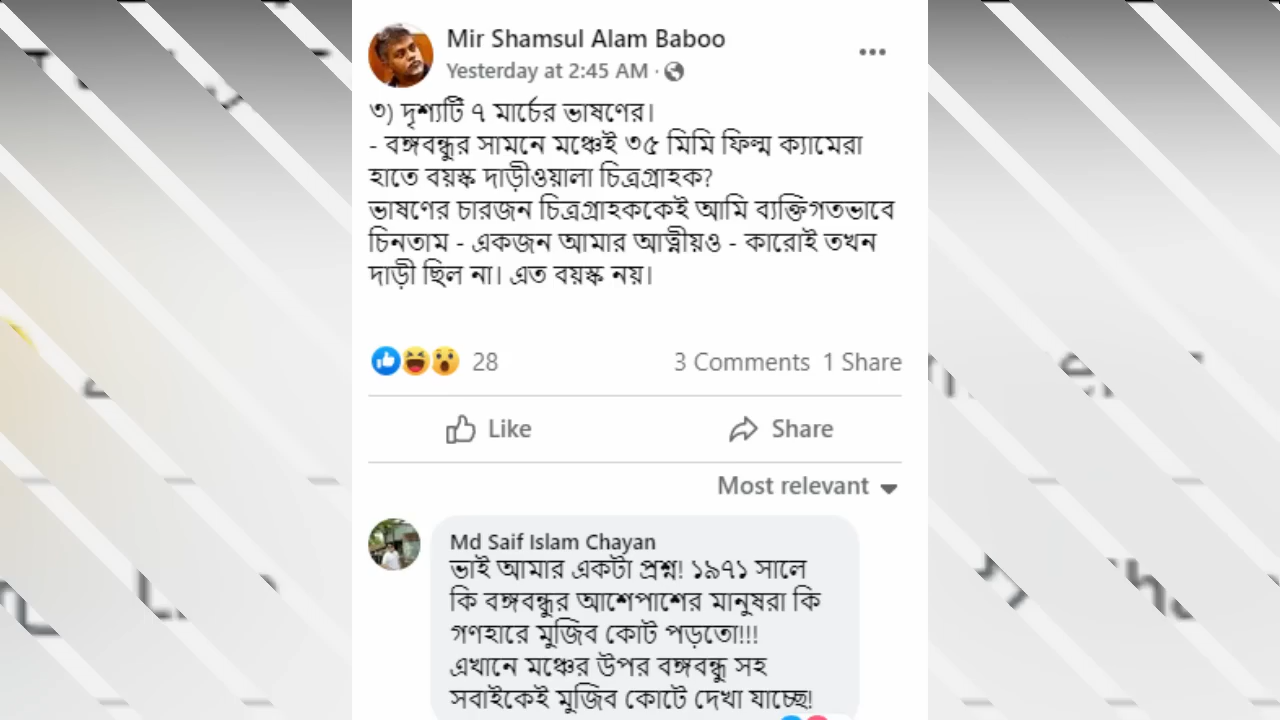 Mir Shamsul Alam Baboo
Yesterday at 2:45 AM ·
৩) দৃশ্যটি ৭ মার্চের ভাষণের।
- বঙ্গবন্ধুর সামনে মঞ্চেই ৩৫ মিমি ফিল্ম ক্যামেরা
হাতে বয়স্ক দাড়ীওয়ালা চিত্রগ্রাহক?
ভাষণের চারজন চিত্রগ্রাহককেই আমি ব্যক্তিগতভাবে
চিনতাম - একজন আমার আত্নীয়ও - কারোই তখন
দাড়ী ছিল না। এত বয়স্ক নয়।
28
3 Comments 1 Share
Like
Share
Most relevant
Md Saif Islam Chayan
ভাই আমার একটা প্রশ্ন! ১৯৭১ সালে
কি বঙ্গবন্ধুর আশেপাশের মানুষরা কি
গণহারে মুজিব কোট পড়তো!!!
এখানে মঞ্চের উপর বঙ্গবন্ধু সহ
সবাইকেই মুজিব কোটে দেখা যাচ্ছে!